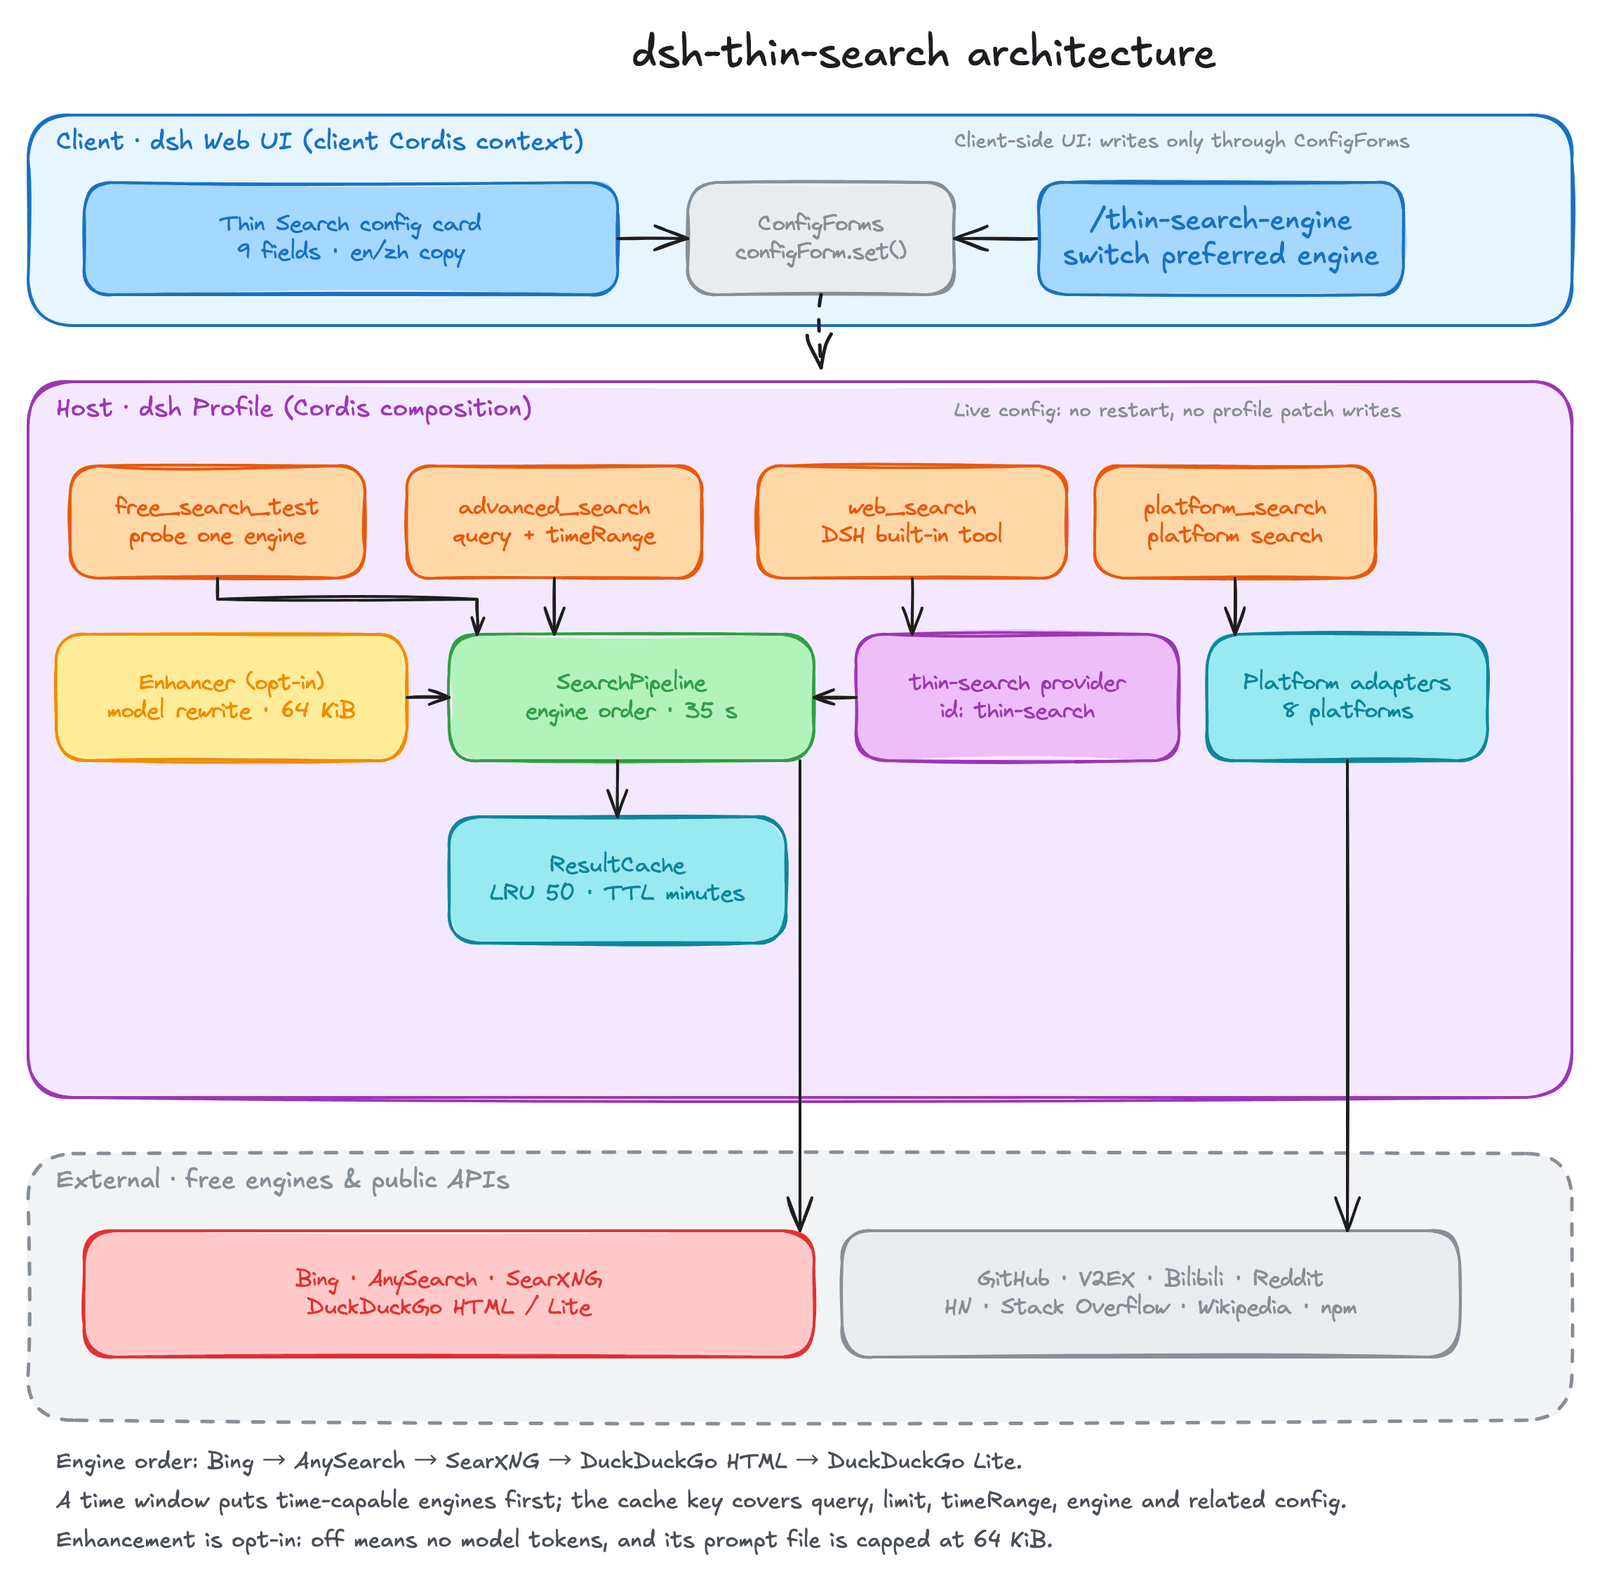 dsh-thin-search architecture
Client · dsh Web UI (client Cordis context)
Client-side UI: writes only through ConfigForms
Thin Search config card
9 fields · en/zh copy
ConfigForms
configForm.set()
/thin-search-engine
switch preferred engine
Host · dsh Profile (Cordis composition)
Live config: no restart, no profile patch writes
free_search_test
probe one engine
advanced_search
query + timeRange
web_search
DSH built-in tool
platform_search
platform search
Enhancer (opt-in)
model rewrite · 64 KiB
SearchPipeline
engine order · 35 s
thin-search provider
id: thin-search
Platform adapters
8 platforms
ResultCache
LRU 50 · TTL minutes
External · free engines & public APIs
Bing · AnySearch · SearXNG
DuckDuckGo HTML / Lite
GitHub · V2EX · Bilibili · Reddit
HN · Stack Overflow · Wikipedia · npm
Engine order: Bing → AnySearch → SearXNG → DuckDuckGo HTML → DuckDuckGo Lite.
A time window puts time-capable engines first; the cache key covers query, limit, timeRange, engine and related config.
Enhancement is opt-in: off means no model tokens, and its prompt file is capped at 64 KiB.